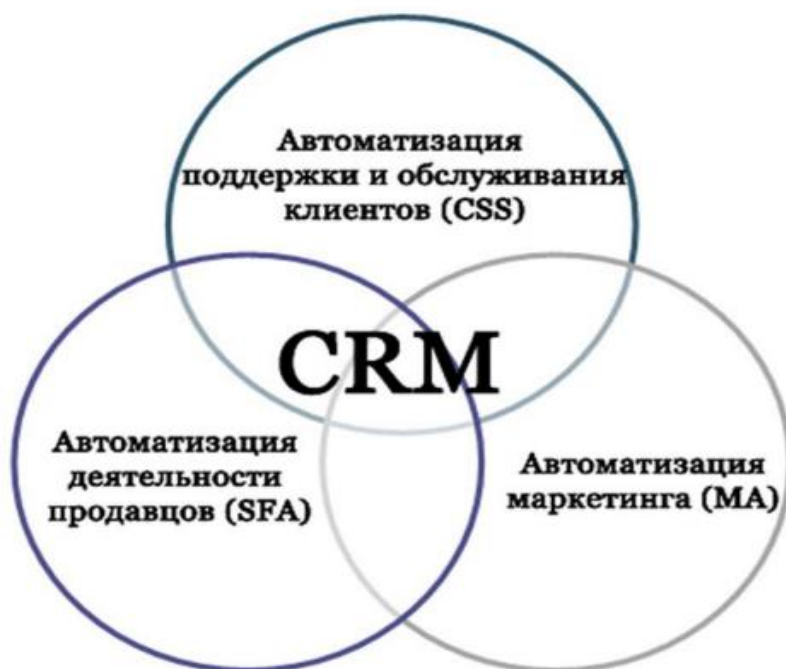 Автоматизация
поддержки и обслуживания
клиентов (CSS)
CRM
Автоматизация
деятельности
продавцов (SFA)
Автоматизация
маркетинга (MA)